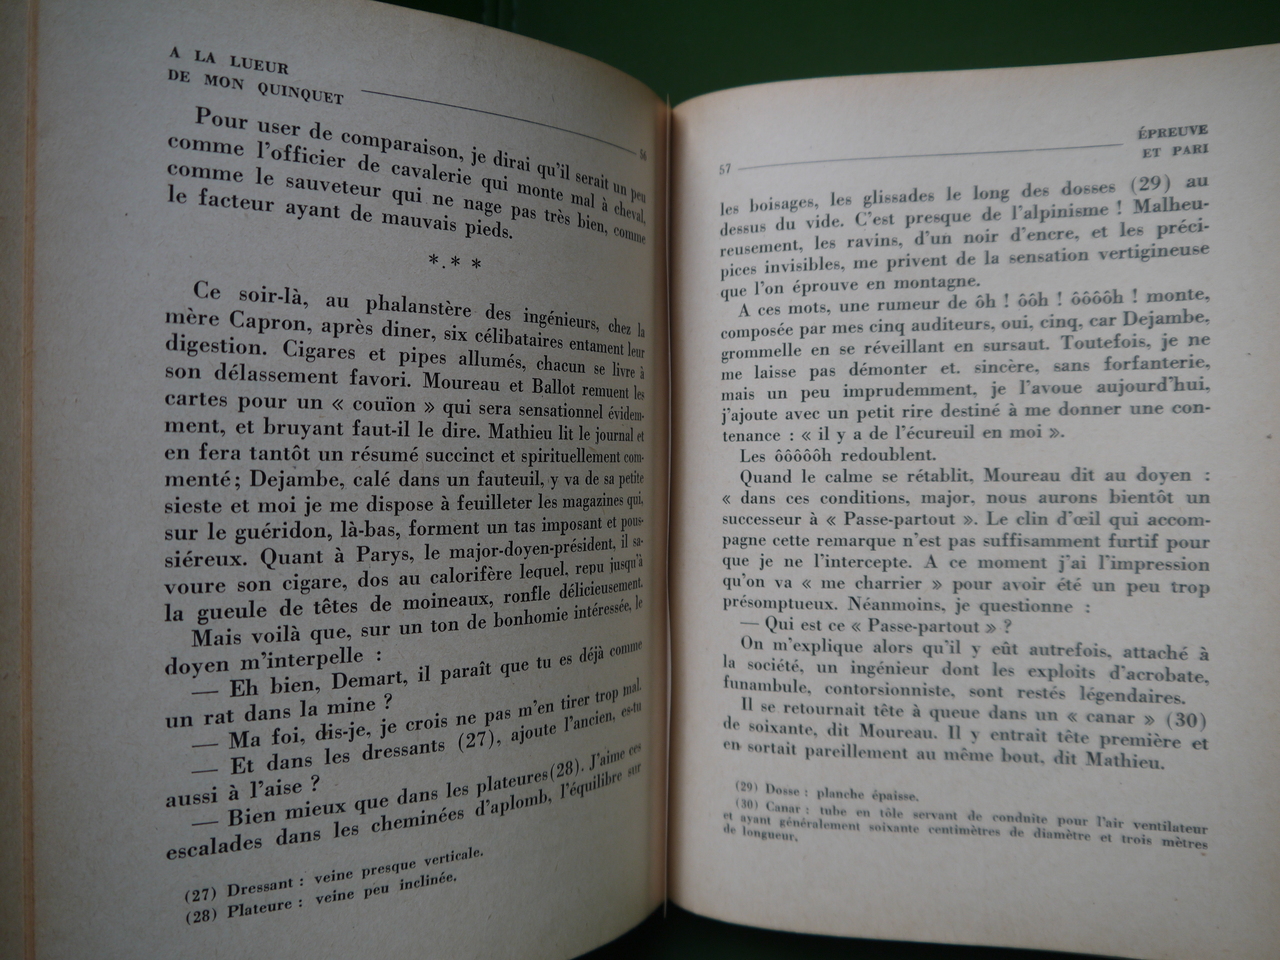 A LA LUEUR
DE MON QUINQUET
56
Pour user de comparaison, je dirai qu'il serait un peu
comme l'officier de cavalerie qui monte mal à cheval,
comme le sauveteur qui ne nage pas très bien, comme
le facteur ayant de mauvais pieds.
*.* *
Ce soir-là, au phalanstère des ingénieurs, chez la
mère Capron, après diner, six célibataires entament leur
digestion. Cigares et pipes allumés, chacun se livre à
son délassement favori. Moureau et Ballot remuent les
cartes pour un « couïon » qui sera sensationnel évidem-
ment, et bruyant faut-il le dire. Mathieu lit le journal et
en fera tantôt un résumé succinct et spirituellement com-
menté ; Dejambe, calé dans un fauteuil, y va de sa petite
sieste et moi je me dispose à feuilleter les magazines qui,
sur le guéridon, là-bas, forment un tas imposant et pous-
siéreux. Quant à Parys, le major-doyen-président, il sa-
voure son cigare, dos au calorifère lequel, repu jusqu'à
la gueule de têtes de moineaux, ronfle délicieusement.
Mais voilà que, sur un ton de bonhomie intéressée, le
doyen m'interpelle :
— Eh bien, Demart, il paraît que tu es déjà comme
un rat dans la mine ?
— Ma foi, dis-je, je crois ne pas m'en tirer trop mal.
— Et dans les dressants (27), ajoute l'ancien, es-tu
aussi à l'aise ?
— Bien mieux que dans les plateures(28). J'aime ces
escalades dans les cheminées d'aplomb, l'équilibre sur
(27) Dressant : veine presque verticale.
(28) Plateure : veine peu inclinée.
ÉPREUVE
ET PARI
57
les boisages, les glissades le long des dosses (29) au
dessus du vide. C'est presque de l'alpinisme ! Malheu-
reusement, les ravins, d'un noir d'encre, et les préci-
pices invisibles, me privent de la sensation vertigineuse
que l'on éprouve en montagne.
A ces mots, une rumeur de ôh ! ôôh ! ôôôôh ! monte,
composée par mes cinq auditeurs, oui, cinq, car Dejambe,
grommelle en se réveillant en sursaut. Toutefois, je ne
me laisse pas démonter et. sincère, sans forfanterie,
mais un peu imprudemment, je l'avoue aujourd'hui,
j'ajoute avec un petit rire destiné à me donner une con-
tenance : « il y a de l'écureuil en moi ».
Les ôôôôôh redoublent.
Quand le calme se rétablit, Moureau dit au doyen :
« dans ces conditions, major, nous aurons bientôt un
successeur à « Passe-partout ». Le clin d'œil qui accom-
pagne cette remarque n'est pas suffisamment furtif pour
que je ne l'intercepte. A ce moment j'ai l'impression
qu'on va « me charrier » pour avoir été un peu trop
présomptueux. Néanmoins, je questionne :
— Qui est ce « Passe-partout » ?
On m'explique alors qu'il y eût autrefois, attaché à
la société, un ingénieur dont les exploits d'acrobate,
funambule, contorsionniste, sont restés légendaires.
Il se retournait tête à queue dans un « canar » (30)
de soixante, dit Moureau. Il y entrait tête première et
en sortait pareillement au même bout, dit Mathieu.
(29) Dosse : planche épaisse.
(30) Canar : tube en tôle servant de conduite pour l'air ventilateur
et ayant généralement soixante centimètres de diamètre et trois mètres
de longueur.